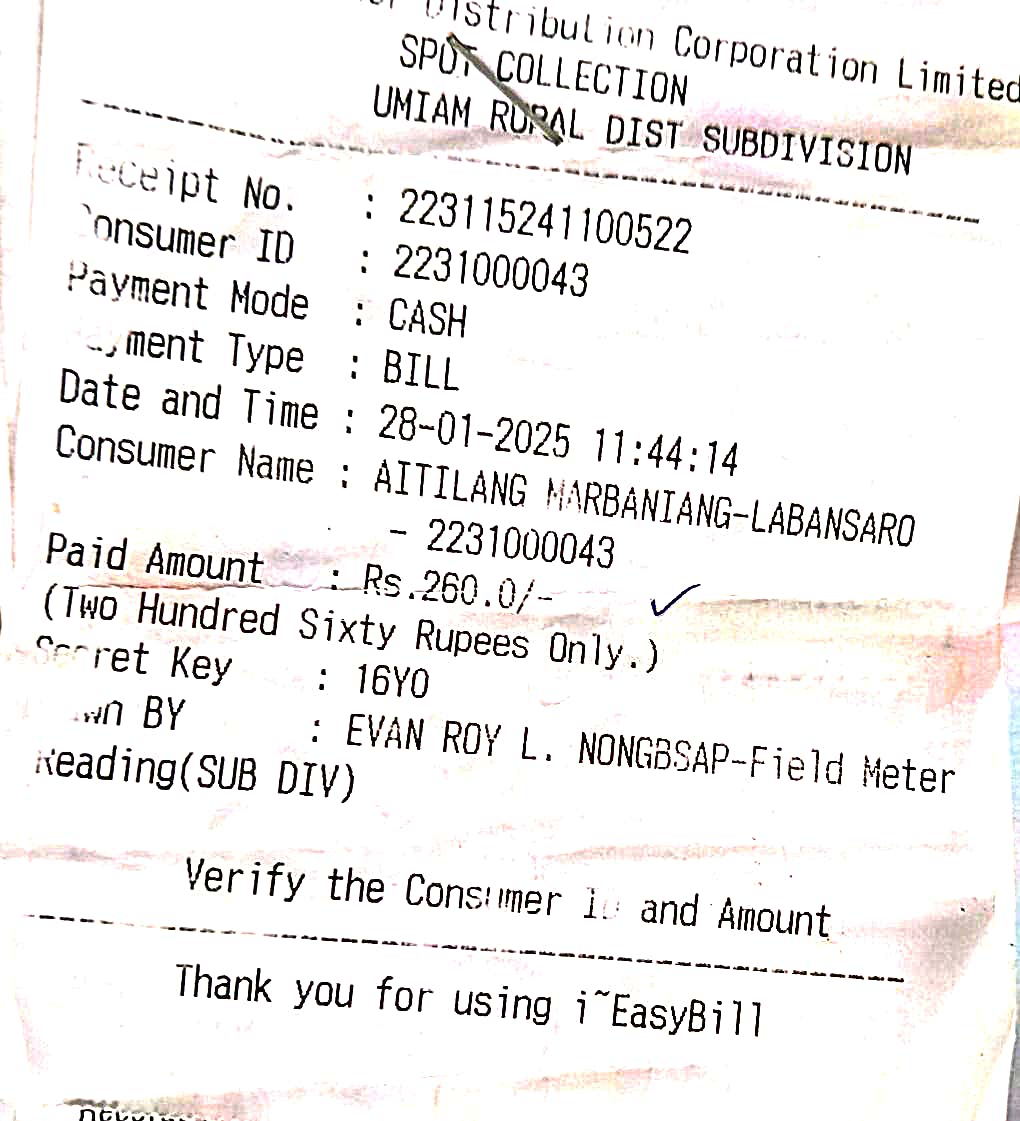 Distribution Corporation Limited
SPOT COLLECTION
UMIAM RURAL DIST SUBDIVISION
Receipt No. : 223115241100522
Consumer ID : 2231000043
Payment Mode : CASH
Payment Type : BILL
Date and Time : 28-01-2025 11:44:14
Consumer Name : AITILANG MARBANIANG-LABANSARO
- 2231000043
Paid Amount : Rs.260.0/-
(Two Hundred Sixty Rupees Only.)
Secret Key : 16Y0
BY : EVAN ROY L. NONGBSAP-Field Meter
Reading(SUB DIV)
Verify the Consumer Id and Amount
Thank you for using i~EasyBill